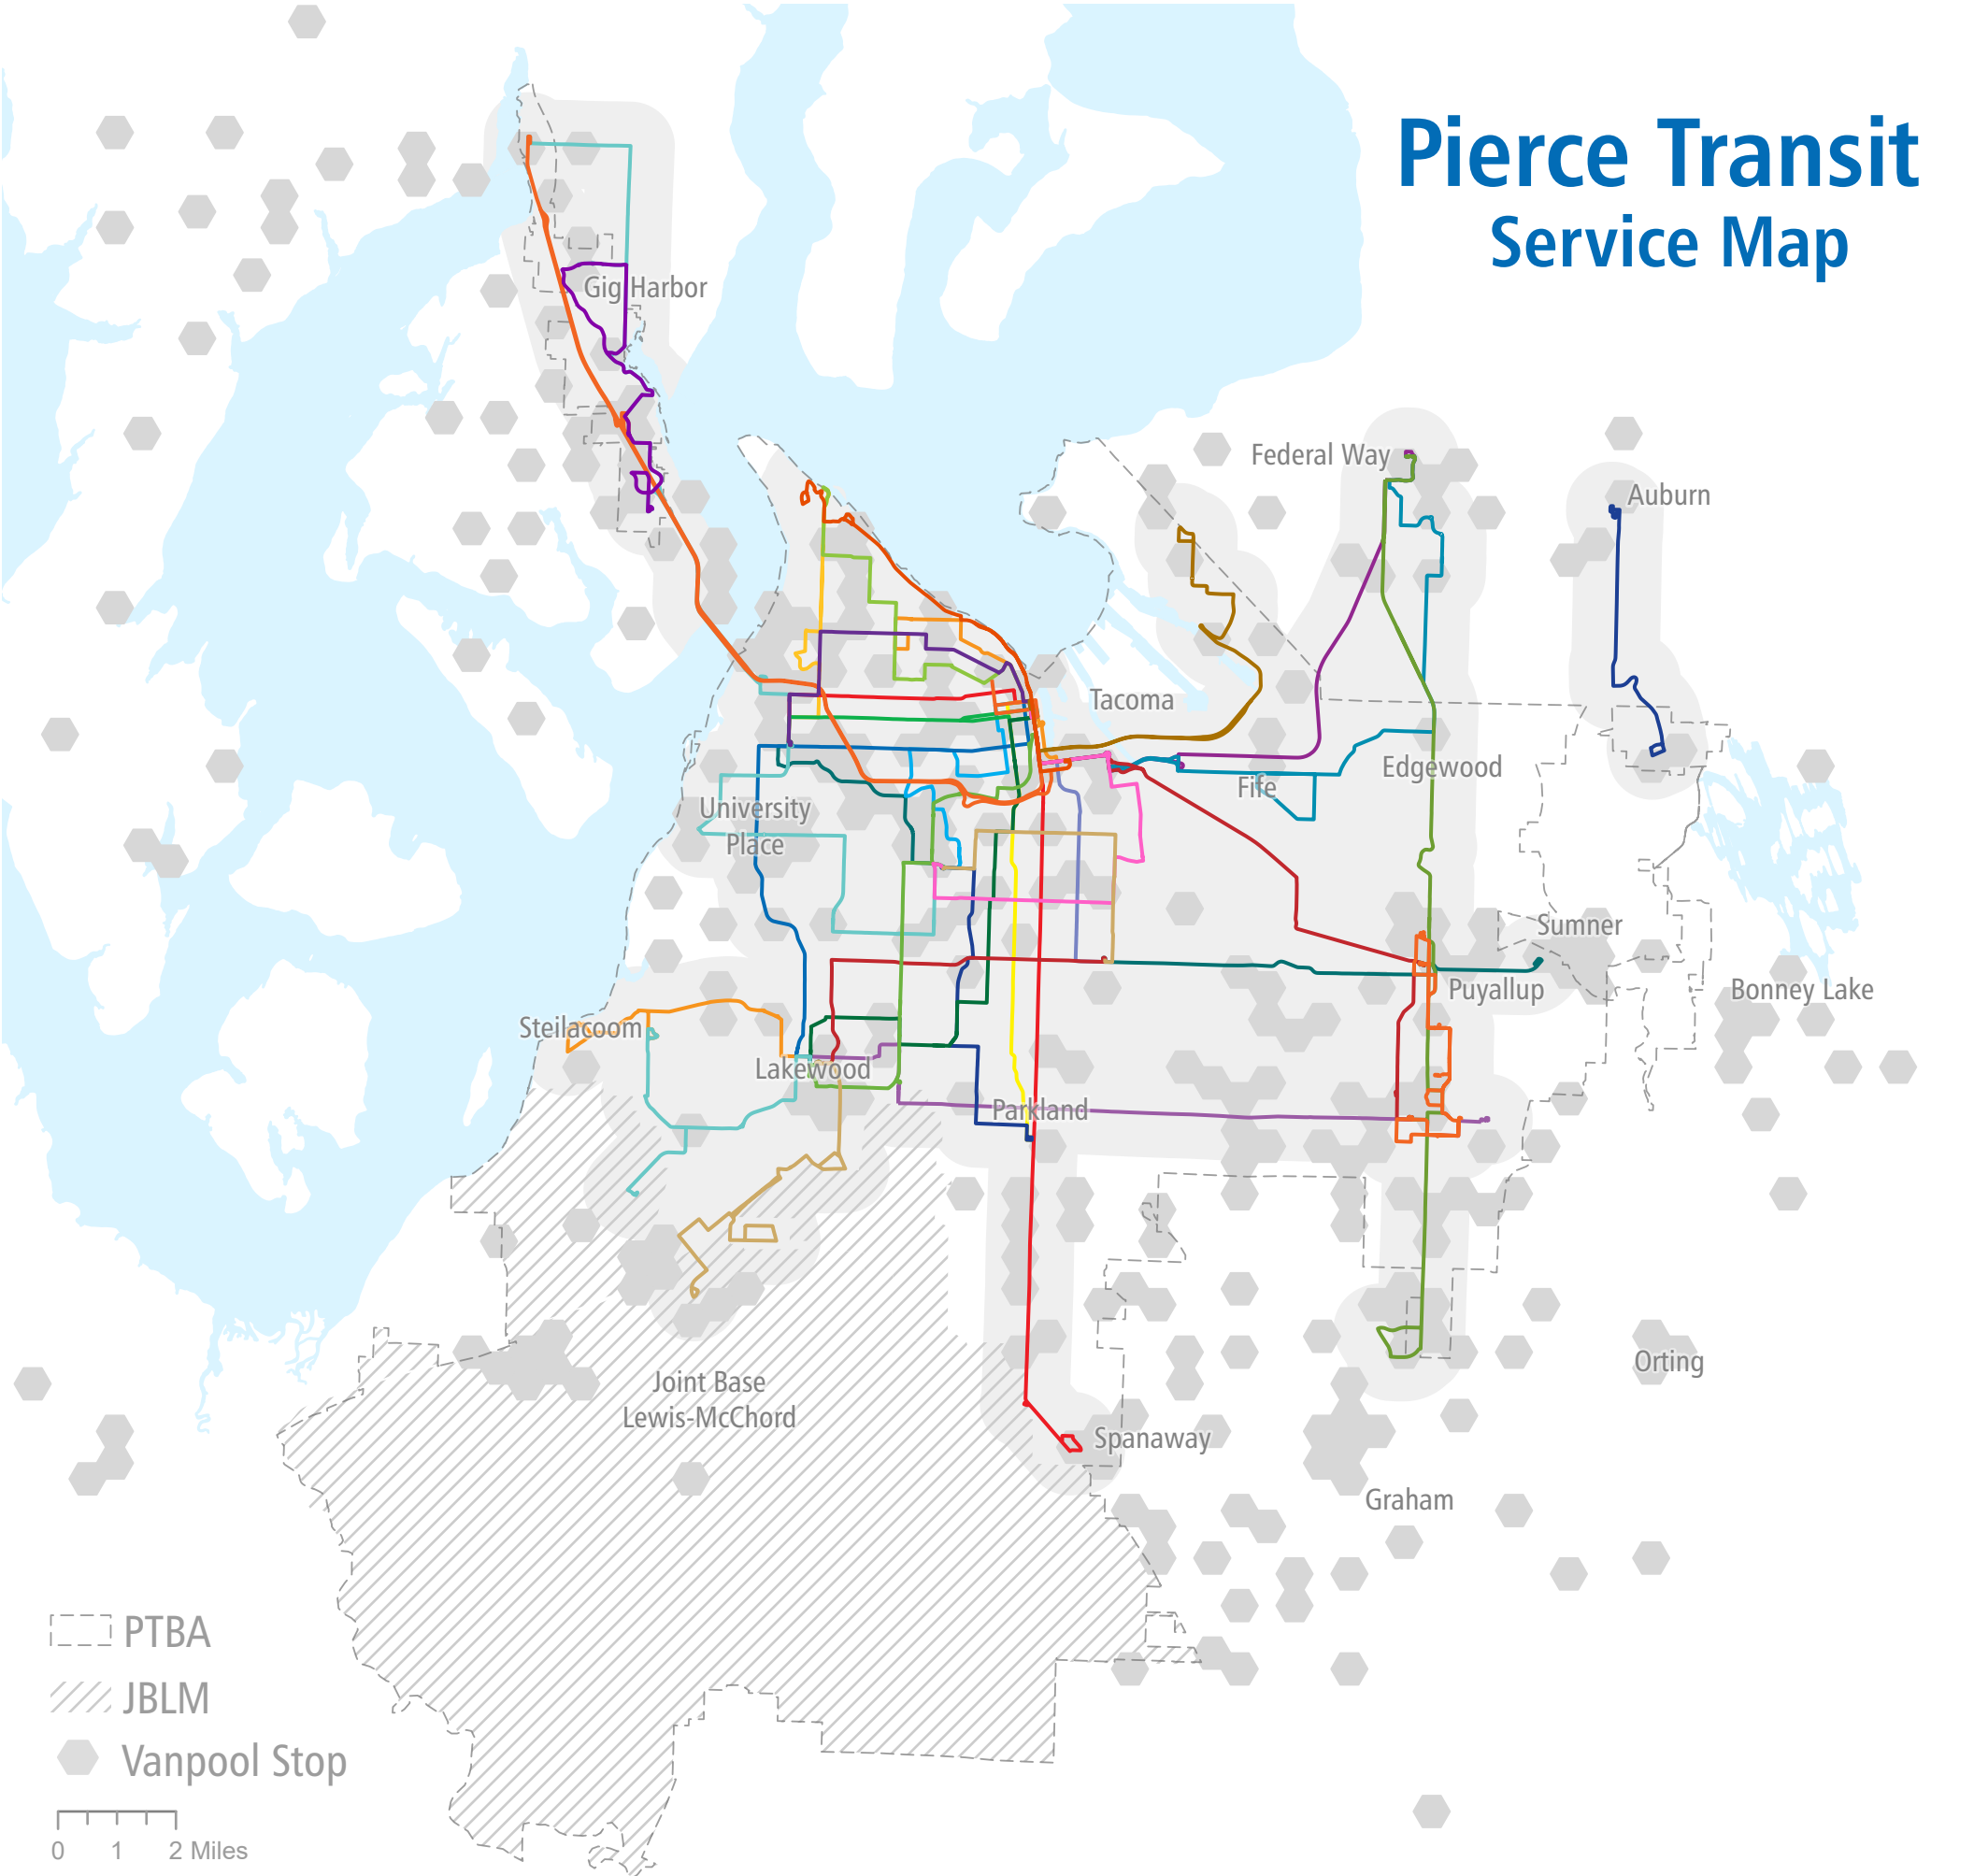 Pierce Transit
Service Map
Gig Harbor
Federal Way
Auburn
Tacoma
Edgewood
Fife
University
Place
Sumner
Puyallup
Bonney Lake
Steilacoom
Lakewood
Parkland
Orting
Joint Base
Lewis-McChord
Spanaway
Graham
PTBA
JBLM
Vanpool Stop
0 1 2 Miles